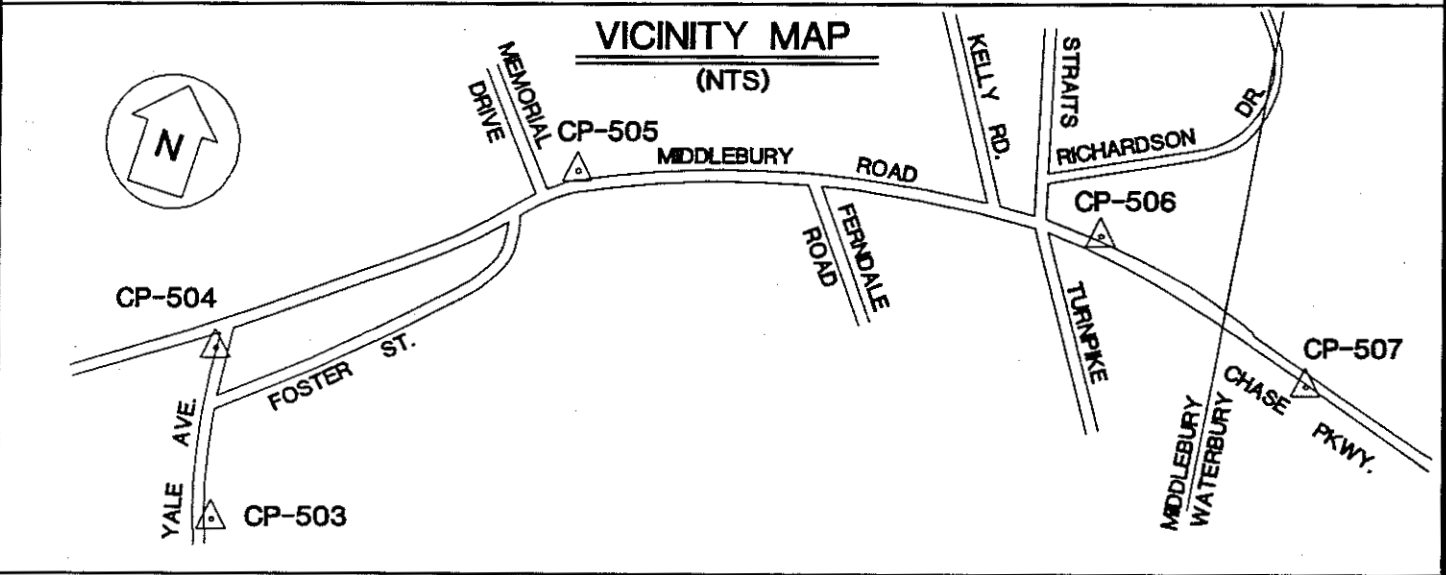 VICINITY MAP
(NTS)
N
MEMORIAL
DRIVE
CP-505
MIDDLEBURY ROAD
KELLY RD.
STRAITS
TURNPIKE
RICHARDSON DR.
CP-506
FERNDALE
ROAD
CP-504
FOSTER ST.
YALE AVE.
CP-503
CP-507
CHASE PKWY.
MIDDLEBURY
WATERBURY